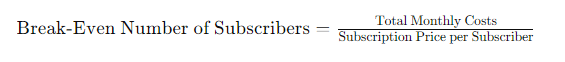 Break-Even Number of Subscribers = Total Monthly Costs
Subscription Price per Subscriber